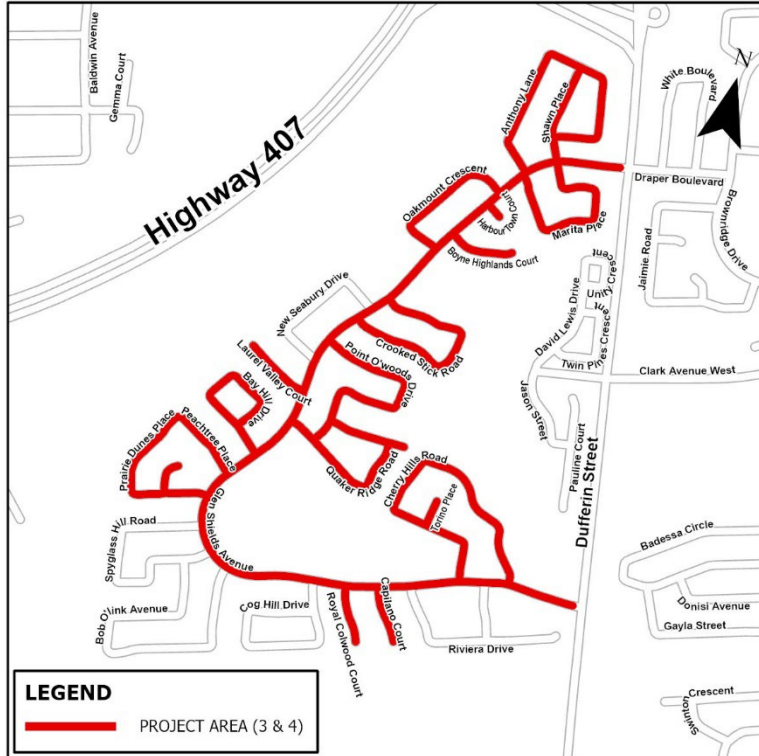 Baldwin Avenue
Gemma Court
Highway 407
N
White Boulevard
Anthony Lane
Shawn Place
Draper Boulevard
Oakmount Crescent
Harbour Town Court
Marita Place
Brownridge Drive
Boyne Highlands Court
Jaimie Road
Unity Crescent
New Seabury Drive
David Lewis Drive
Twin Pines Crescent
Crooked Stick Road
Point O'woods Drive
Clark Avenue West
Laurel Valley Court
Bay Hill Drive
Jason Street
Peachtree Place
Prairie Dunes Place
Pauline Court
Quaker Ridge Road
Cherry Hills Road
Torino Place
Dufferin Street
Glen Shields Avenue
Spyglass Hill Road
Badessa Circle
Bob O'link Avenue
Cog Hill Drive
Royal Colwood Court
Capilano Court
Donisi Avenue
Gayla Street
Riviera Drive
Swinton Crescent
LEGEND
PROJECT AREA (3 & 4)